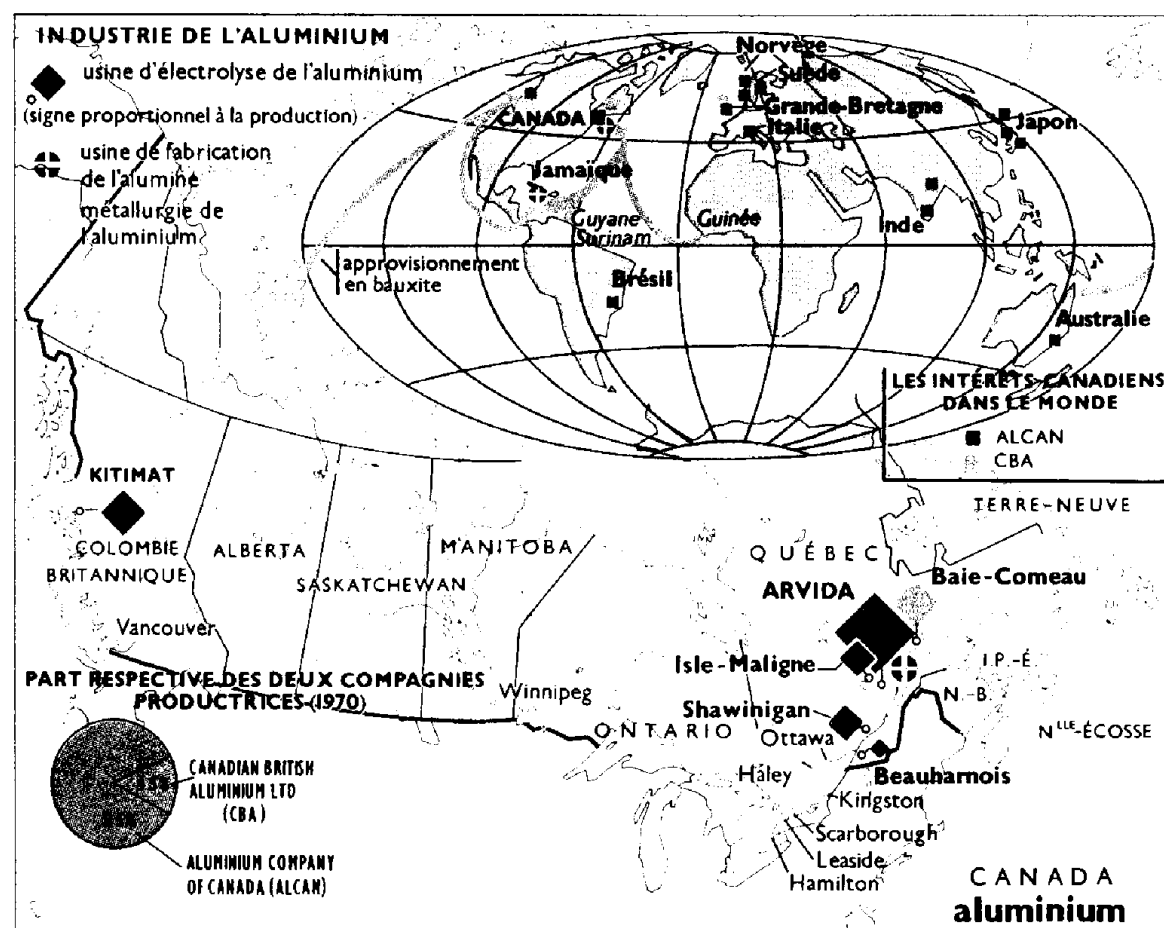 INDUSTRIE DE L'ALUMINIUM
usine d'électrolyse de l'aluminium
(signe proportionnel à la production)
usine de fabrication
de l'alumine
métallurgie de
l'aluminium
Norvège
Suède
CANADA
Grande-Bretagne
Italie
Japon
Jamaïque
Guyane
Surinam
Guinée
Inde
approvisionnement
en bauxite
Brésil
Australie
LES INTÉRÊTS CANADIENS
DANS LE MONDE
ALCAN
CBA
KITIMAT
TERRE-NEUVE
COLOMBIE
BRITANNIQUE
ALBERTA
SASKATCHEWAN
MANITOBA
QUÉBEC
Baie-Comeau
ARVIDA
Vancouver
Isle-Maligne
I.P.-É.
PART RESPECTIVE DES DEUX COMPAGNIES
PRODUCTRICES (1970)
Winnipeg
N.-B.
Shawinigan
ONTARIO
Ottawa
NLLE-ÉCOSSE
CANADIAN BRITISH
ALUMINIUM LTD
(CBA)
Haley
Beauharnois
Kingston
Scarborough
Leaside
Hamilton
ALUMINIUM COMPANY
OF CANADA (ALCAN)
CANADA
aluminium